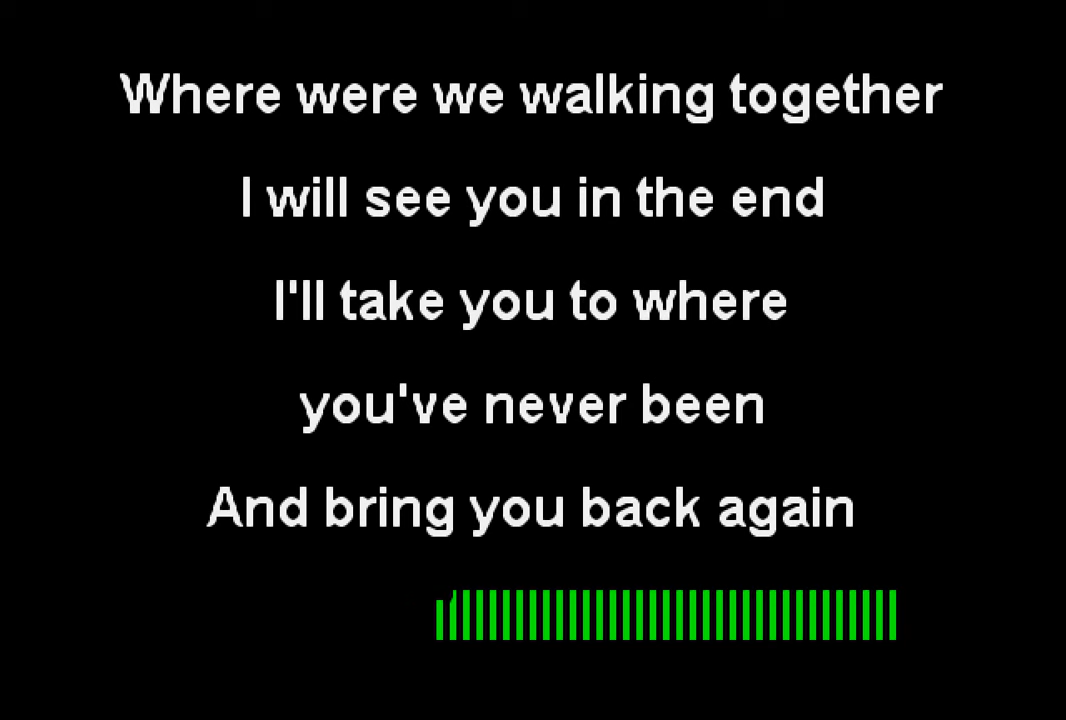 Where were we walking together
I will see you in the end
I'll take you to where
you've never been
And bring you back again